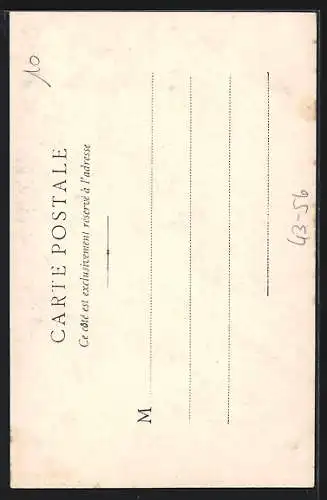 10
CARTE POSTALE
Ce côté est exclusivement réservé à l'adresse
M
43-56